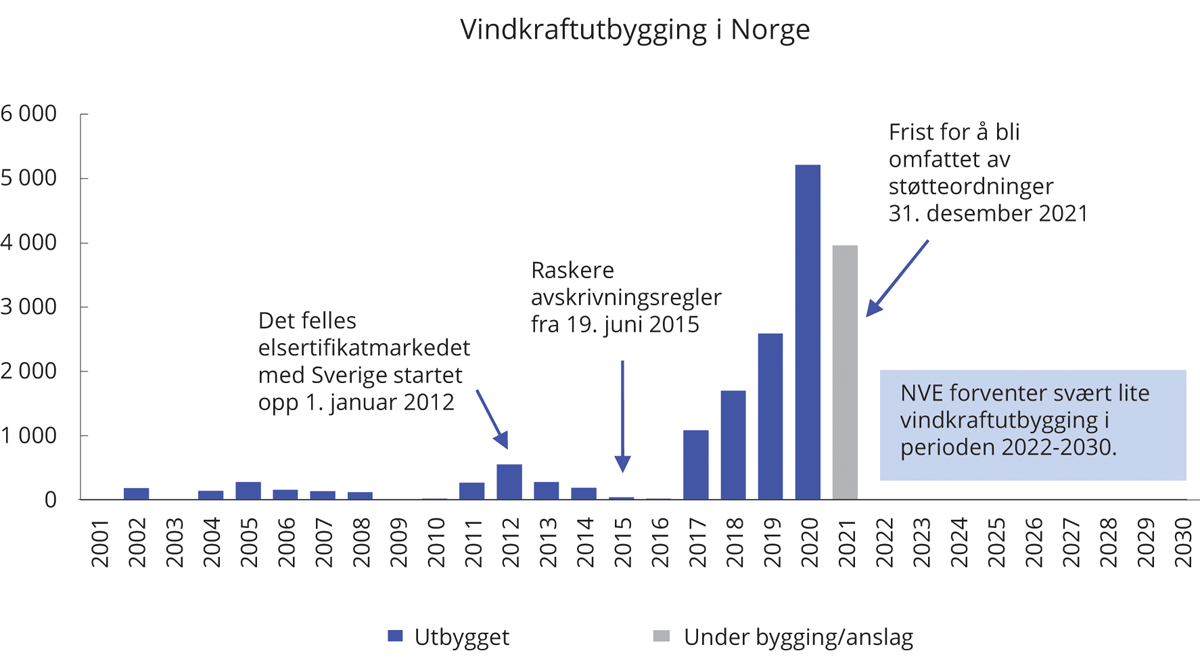 Vindkraftutbygging i Norge
6 000
5 000
4 000
3 000
2 000
1 000
0
Det felles
elsertifikatmarkedet
med Sverige startet
opp 1. januar 2012
Raskere
avskrivningsregler
fra 19. juni 2015
Frist for å bli
omfattet av
støtteordninger
31. desember 2021
NVE forventer svært lite
vindkraftutbygging i
perioden 2022-2030.
2001
2002
2003
2004
2005
2006
2007
2008
2009
2010
2011
2012
2013
2014
2015
2016
2017
2018
2019
2020
2021
2022
2023
2024
2025
2026
2027
2028
2029
2030
Utbygget
Under bygging/anslag